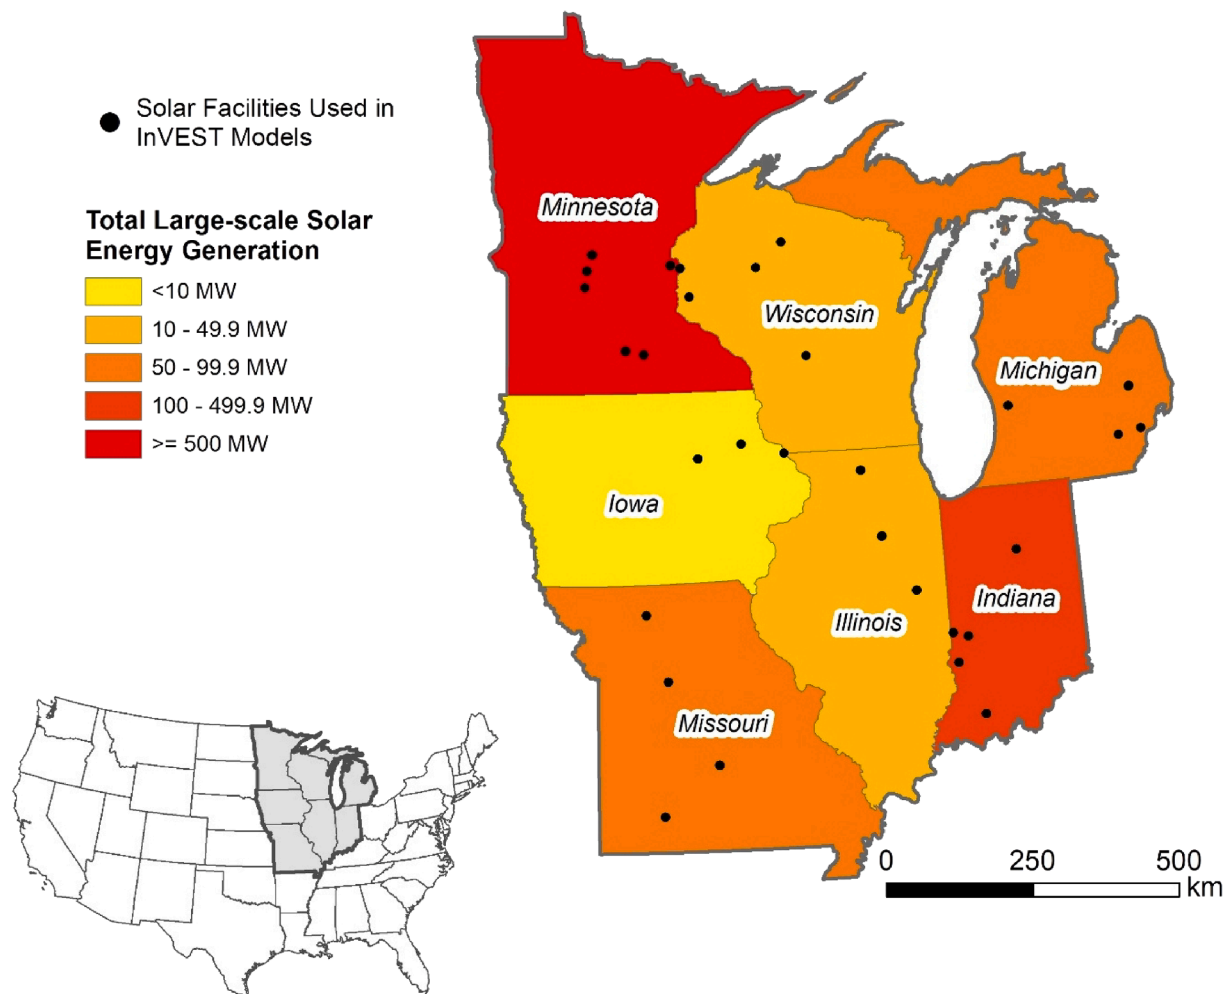 Solar Facilities Used in
InVEST Models
Total Large-scale Solar
Energy Generation
<10 MW
10 - 49.9 MW
50 - 99.9 MW
100 - 499.9 MW
>= 500 MW
Minnesota
Wisconsin
Michigan
Iowa
Indiana
Illinois
Missouri
0 250 500
km